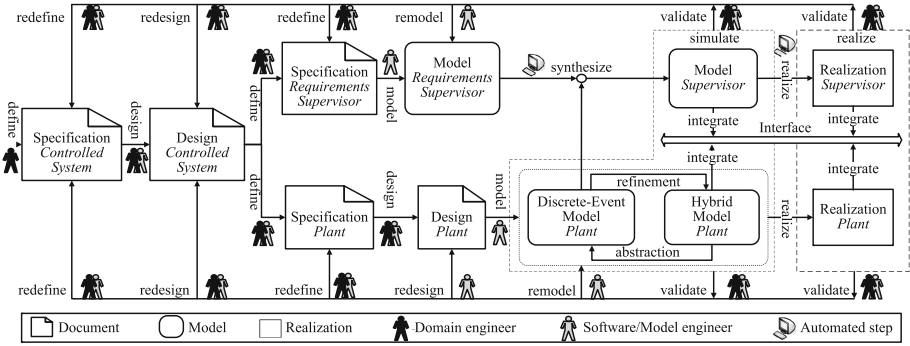 redefine
redesign
redefine
remodel
validate
validate
simulate
realize
define
Specification
Controlled
System
design
Design
Controlled
System
define
Specification
Requirements
Supervisor
model
Model
Requirements
Supervisor
synthesize
Model
Supervisor
realize
Realization
Supervisor
integrate
integrate
Interface
integrate
integrate
define
Specification
Plant
design
Design
Plant
model
refinement
Discrete-Event
Model
Plant
Hybrid
Model
Plant
abstraction
realize
Realization
Plant
redefine
redesign
redefine
redesign
remodel
validate
validate
Document
Model
Realization
Domain engineer
Software/Model engineer
Automated step